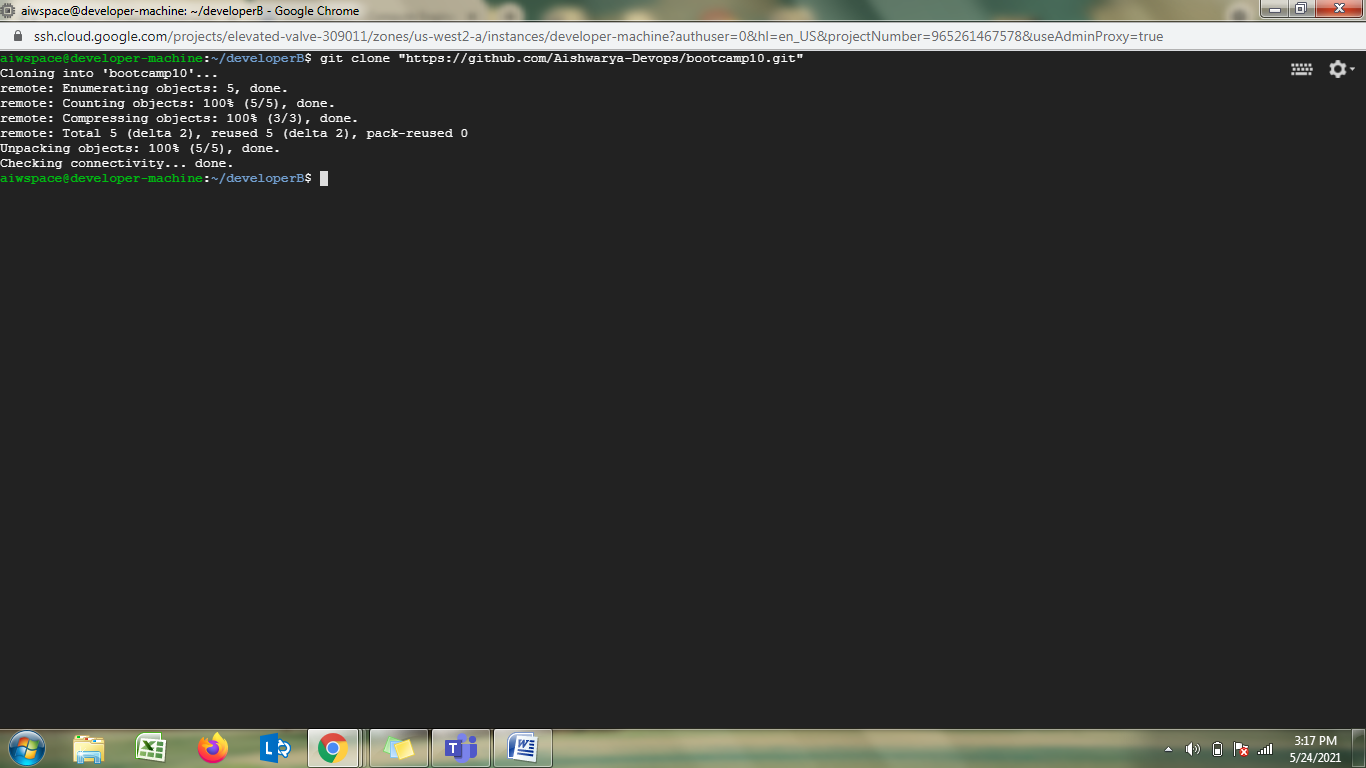 aiwspace@developer-machine: ~/developerB - Google Chrome
ssh.cloud.google.com/projects/elevated-valve-309011/zones/us-west2-a/instances/developer-machine?authuser=0&hl=en_US&projectNumber=965261467578&useAdminProxy=true
aiwspace@developer-machine:~/developerB$ git clone "https://github.com/Aishwarya-Devops/bootcamp10.git"
Cloning into 'bootcamp10'...
remote: Enumerating objects: 5, done.
remote: Counting objects: 100% (5/5), done.
remote: Compressing objects: 100% (3/3), done.
remote: Total 5 (delta 2), reused 5 (delta 2), pack-reused 0
Unpacking objects: 100% (5/5), done.
Checking connectivity... done.
aiwspace@developer-machine:~/developerB$
3:17 PM
5/24/2021